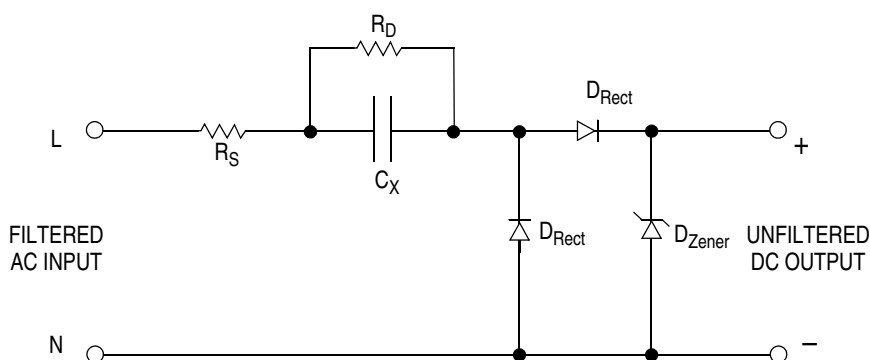 R_D
D_Rect
L
R_S
C_X
+
FILTERED
AC INPUT
D_Rect
D_Zener
UNFILTERED
DC OUTPUT
N
–